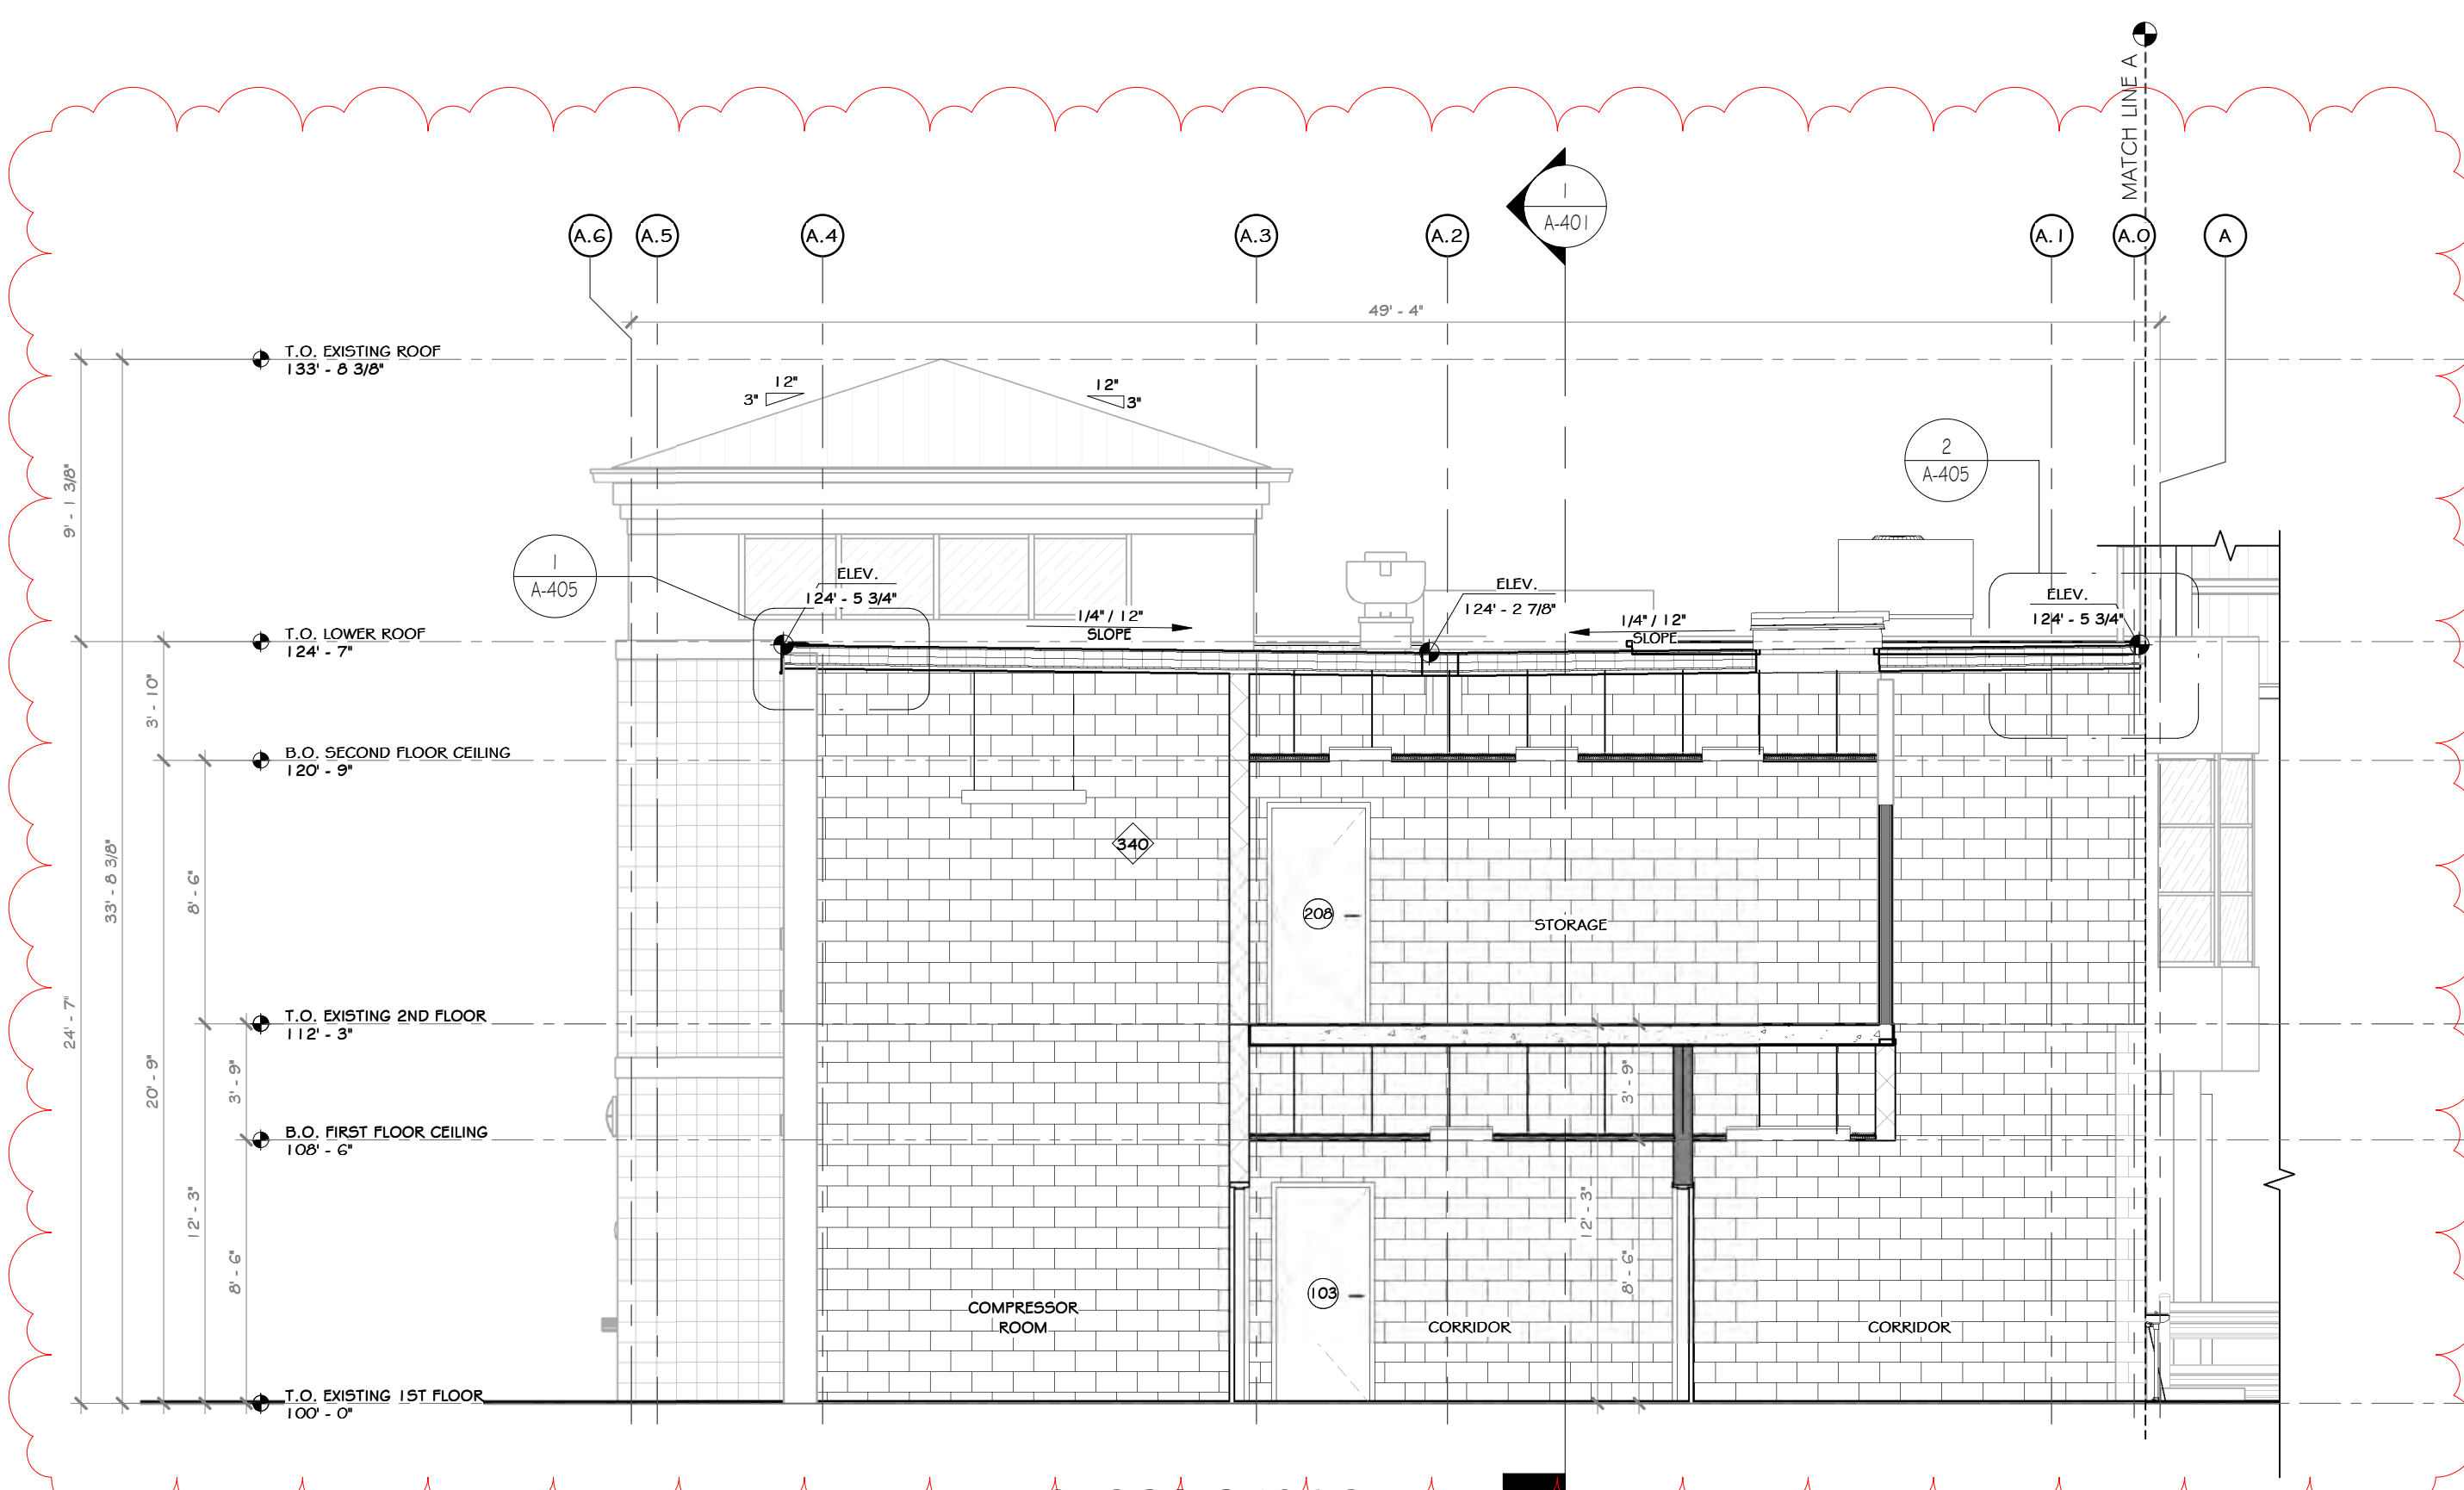 MATCH LINE A
1
A-401
A.6
A.5
A.4
A.3
A.2
A.1
A.0
A
49' - 4"
T.O. EXISTING ROOF
133' - 8 3/8"
12"
3"
12"
3"
2
A-405
9' - 1 3/8"
1
A-405
ELEV.
124' - 5 3/4"
ELEV.
124' - 2 7/8"
ELEV.
124' - 5 3/4"
1/4" / 12"
SLOPE
1/4" / 12"
SLOPE
T.O. LOWER ROOF
124' - 7"
3' - 10"
B.O. SECOND FLOOR CEILING
120' - 9"
340
33' - 8 3/8"
8' - 6"
208
STORAGE
24' - 7"
T.O. EXISTING 2ND FLOOR
112' - 3"
20' - 9"
3' - 9"
3' - 9"
B.O. FIRST FLOOR CEILING
108' - 6"
12' - 3"
8' - 6"
12' - 3"
8' - 6"
103
COMPRESSOR
ROOM
CORRIDOR
CORRIDOR
T.O. EXISTING 1ST FLOOR
100' - 0"